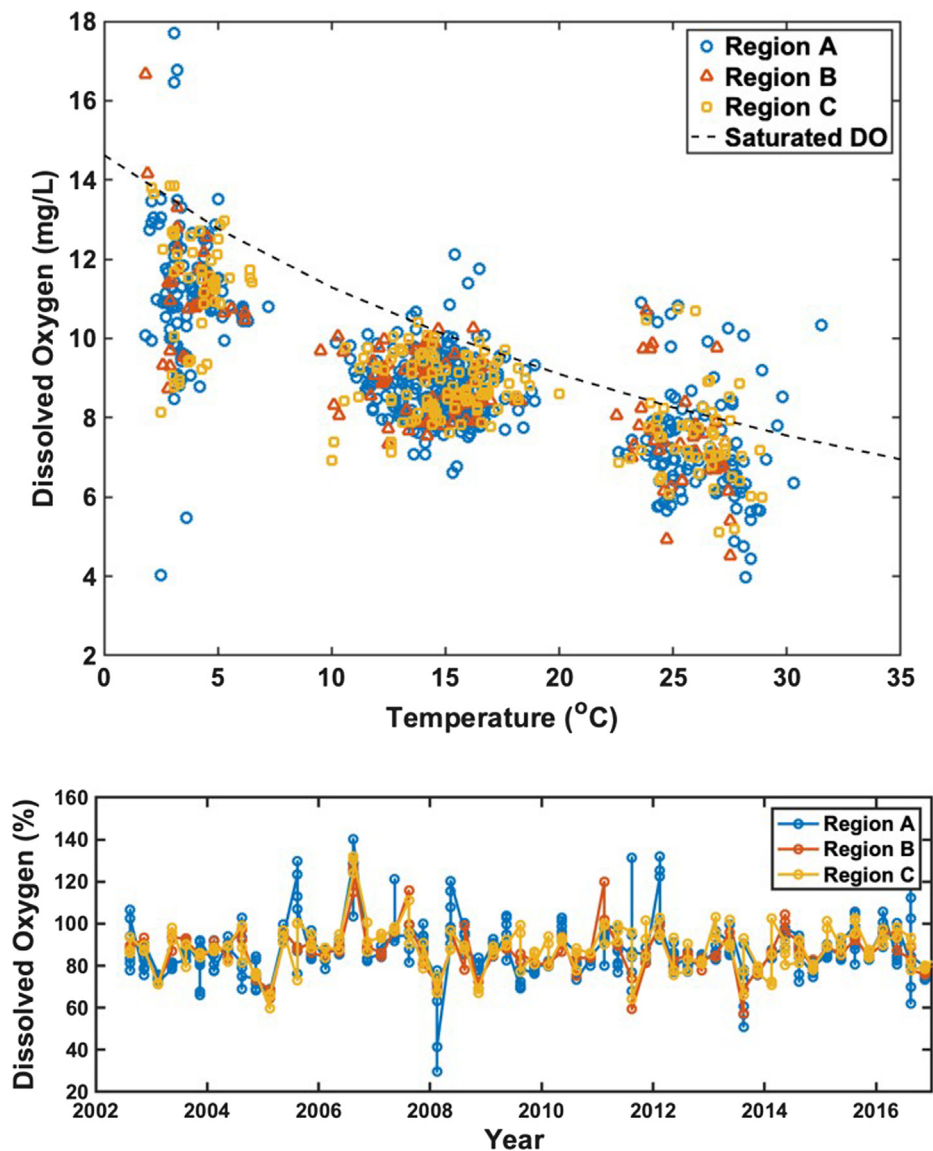 18
16
14
12
10
8
6
4
2
Dissolved Oxygen (mg/L)
Region A
Region B
Region C
Saturated DO
0 5 10 15 20 25 30 35
Temperature (°C)
160
140
120
100
80
60
40
20
Dissolved Oxygen (%)
Region A
Region B
Region C
2002 2004 2006 2008 2010 2012 2014 2016
Year